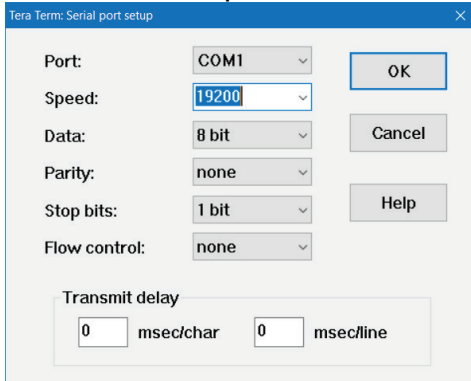 Tera Term: Serial port setup
Port: COM1 OK
Speed: 19200
Data: 8 bit Cancel
Parity: none
Stop bits: 1 bit Help
Flow control: none
Transmit delay
0 msec/char 0 msec/line